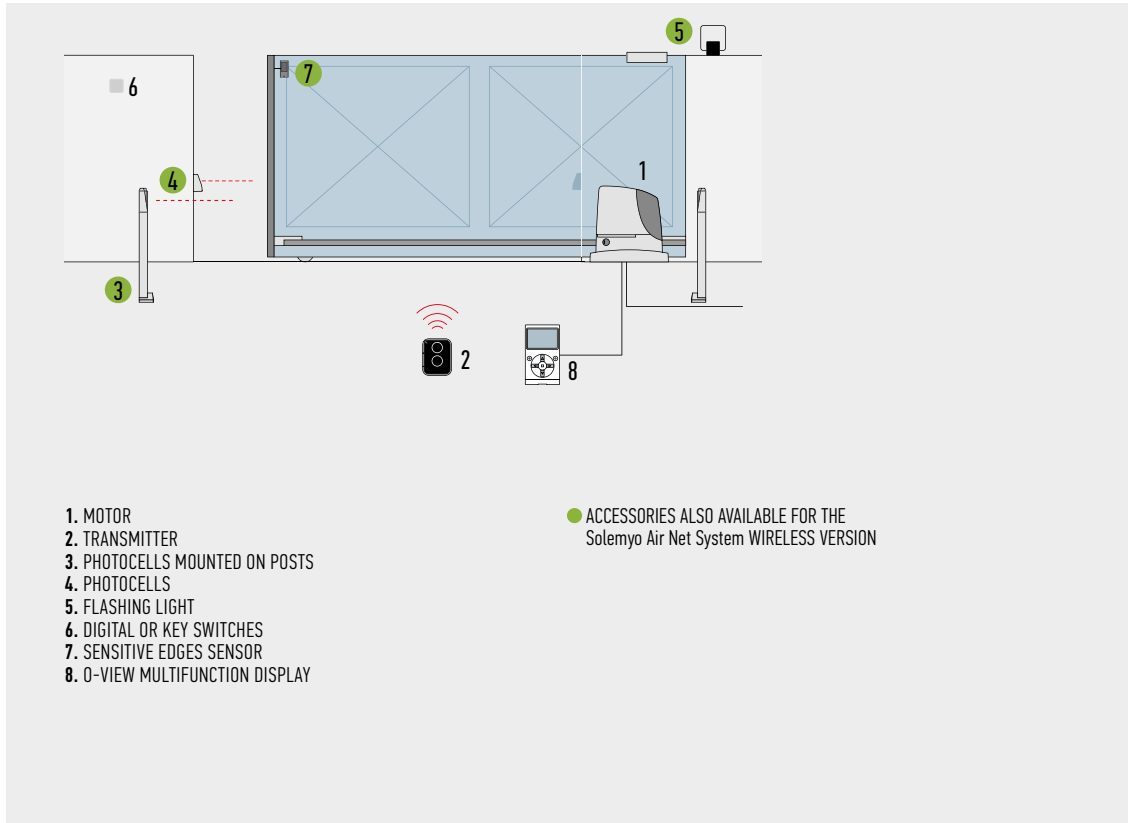 5
7
6
1
4
3
2
8
1. MOTOR
2. TRANSMITTER
3. PHOTOCELLS MOUNTED ON POSTS
4. PHOTOCELLS
5. FLASHING LIGHT
6. DIGITAL OR KEY SWITCHES
7. SENSITIVE EDGES SENSOR
8. O-VIEW MULTIFUNCTION DISPLAY
ACCESSORIES ALSO AVAILABLE FOR THE
Solemyo Air Net System WIRELESS VERSION